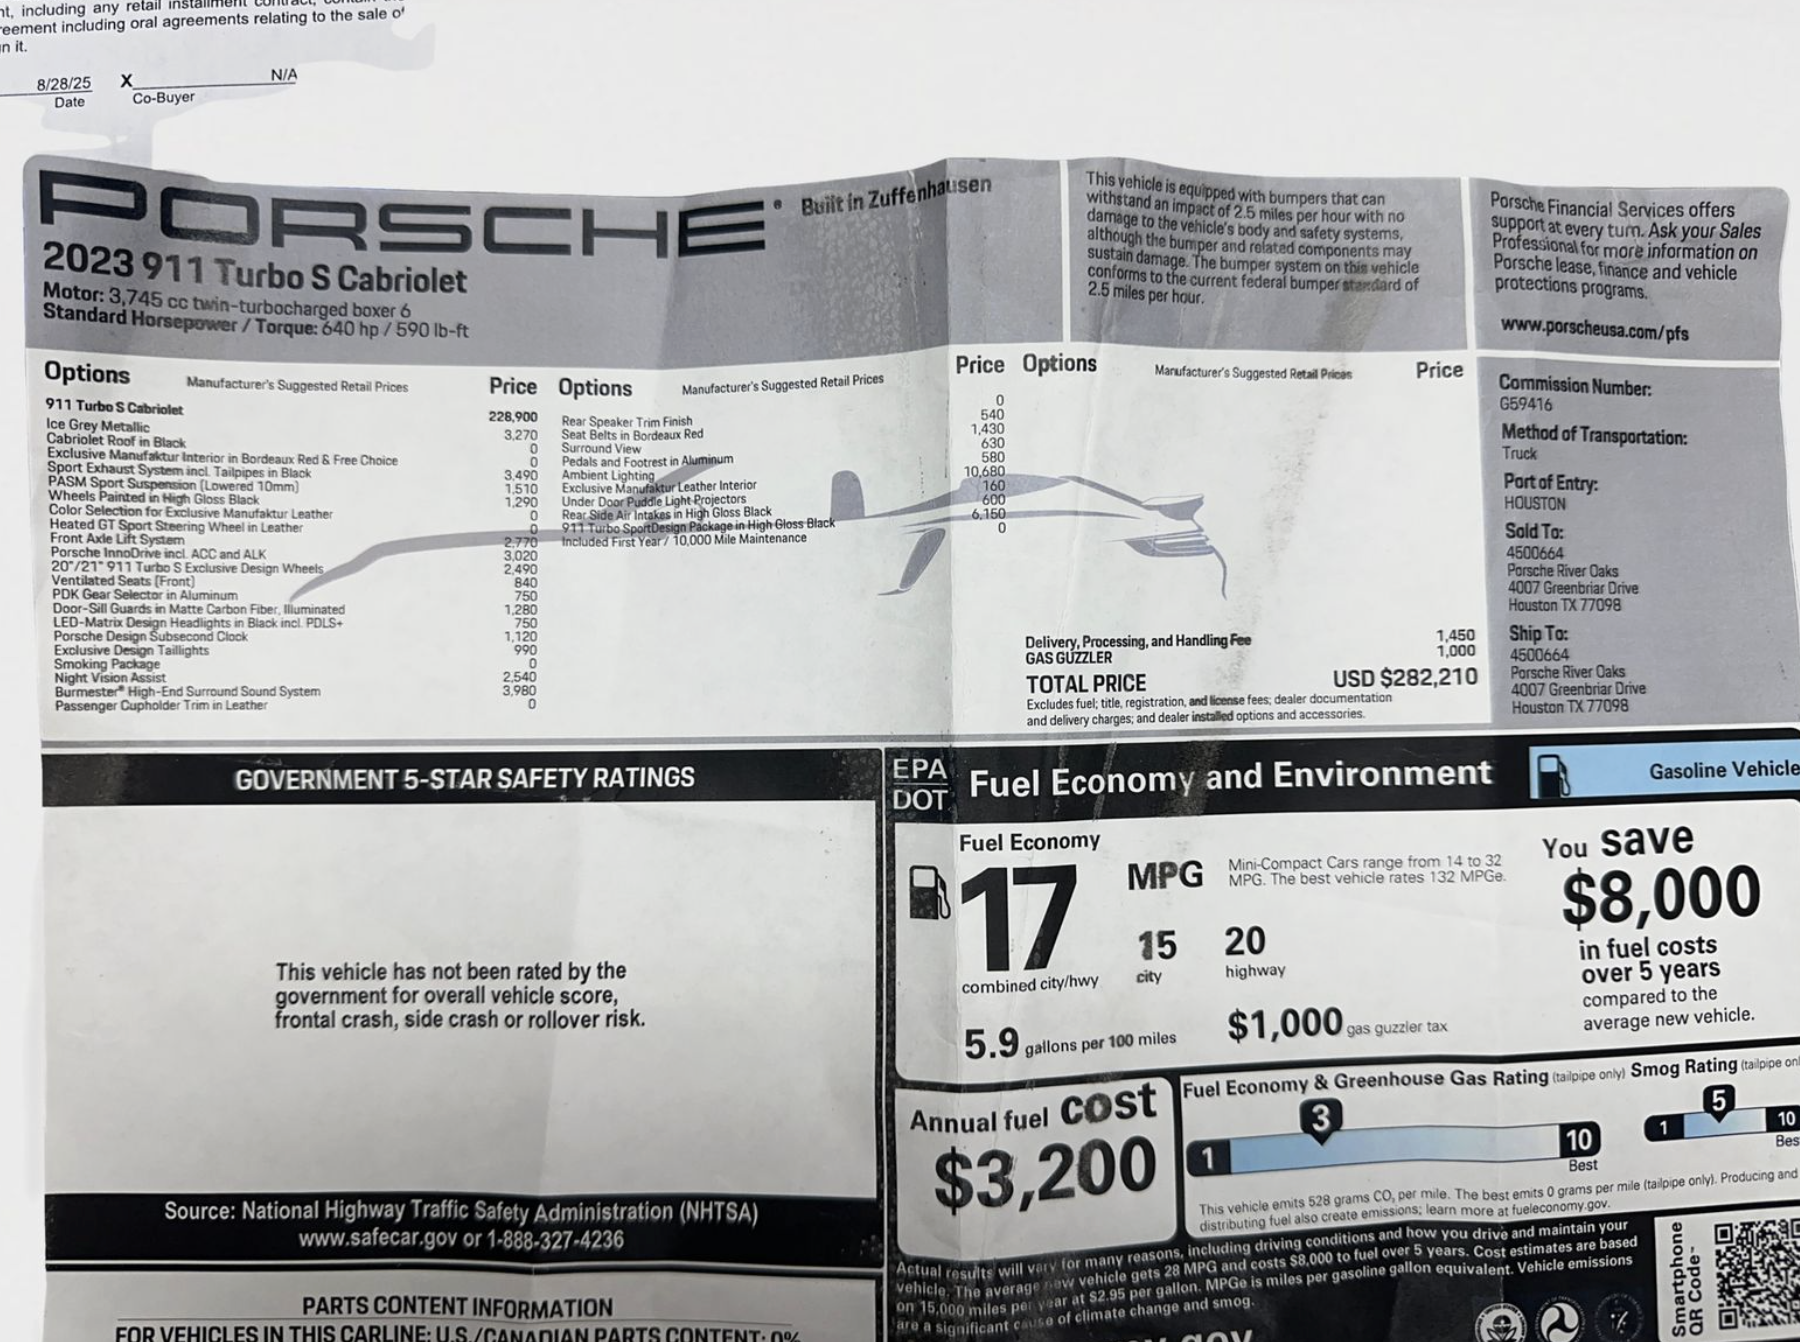 nt, including any retail installment contract,
reement including oral agreements relating to the sale of
n it.
8/28/25 X N/A
Date Co-Buyer
PORSCHE® Built in Zuffenhausen
2023 911 Turbo S Cabriolet
Motor: 3,745 cc twin-turbocharged boxer 6
Standard Horsepower / Torque: 640 hp / 590 lb-ft
This vehicle is equipped with bumpers that can
withstand an impact of 2.5 miles per hour with no
damage to the vehicle's body and safety systems,
although the bumper and related components may
sustain damage. The bumper system on this vehicle
conforms to the current federal bumper standard of
2.5 miles per hour.
Porsche Financial Services offers
support at every turn. Ask your Sales
Professional for more information on
Porsche lease, finance and vehicle
protections programs.
www.porscheusa.com/pfs
Options Manufacturer's Suggested Retail Prices Price
911 Turbo S Cabriolet 228,900
Ice Grey Metallic 3,270
Cabriolet Roof in Black 0
Exclusive Manufaktur Interior in Bordeaux Red & Free Choice 0
Sport Exhaust System incl. Tailpipes in Black 3,490
PASM Sport Suspension (Lowered 10mm) 1,510
Wheels Painted in High Gloss Black 1,290
Color Selection for Exclusive Manufaktur Leather 0
Heated GT Sport Steering Wheel in Leather 0
Front Axle Lift System 2,770
Porsche InnoDrive incl. ACC and ALK 3,020
20"/21" 911 Turbo S Exclusive Design Wheels 2,490
Ventilated Seats (Front) 840
PDK Gear Selector in Aluminum 750
Door-Sill Guards in Matte Carbon Fiber, Illuminated 1,280
LED-Matrix Design Headlights in Black incl. PDLS+ 750
Porsche Design Subsecond Clock 1,120
Exclusive Design Taillights 990
Smoking Package 0
Night Vision Assist 2,540
Burmester® High-End Surround Sound System 3,980
Passenger Cupholder Trim in Leather 0
Options Manufacturer's Suggested Retail Prices Price
Rear Speaker Trim Finish 0
Seat Belts in Bordeaux Red 540
Surround View 1,430
Pedals and Footrest in Aluminum 630
Ambient Lighting 580
Exclusive Manufaktur Leather Interior 10,680
Under Door Puddle Light Projectors 160
Rear Side Air Intakes in High Gloss Black 600
911 Turbo SportDesign Package in High Gloss Black 6,150
Included First Year / 10,000 Mile Maintenance 0
Options Manufacturer's Suggested Retail Prices Price
Delivery, Processing, and Handling Fee 1,450
GAS GUZZLER 1,000
TOTAL PRICE USD $282,210
Excludes fuel; title, registration, and license fees; dealer documentation
and delivery charges; and dealer installed options and accessories.
Commission Number:
G59416
Method of Transportation:
Truck
Port of Entry:
HOUSTON
Sold To:
4500664
Porsche River Oaks
4007 Greenbriar Drive
Houston TX 77098
Ship To:
4500664
Porsche River Oaks
4007 Greenbriar Drive
Houston TX 77098
GOVERNMENT 5-STAR SAFETY RATINGS
This vehicle has not been rated by the
government for overall vehicle score,
frontal crash, side crash or rollover risk.
Source: National Highway Traffic Safety Administration (NHTSA)
www.safecar.gov or 1-888-327-4236
PARTS CONTENT INFORMATION
FOR VEHICLES IN THIS CARLINE: U.S./CANADIAN PARTS CONTENT: 0%
EPA
DOT
Fuel Economy and Environment
Gasoline Vehicle
Fuel Economy
17 MPG
combined city/hwy
15
city
20
highway
Mini-Compact Cars range from 14 to 32
MPG. The best vehicle rates 132 MPGe.
5.9 gallons per 100 miles
$1,000 gas guzzler tax
You save
$8,000
in fuel costs
over 5 years
compared to the
average new vehicle.
Annual fuel cost
$3,200
Fuel Economy & Greenhouse Gas Rating (tailpipe only)
3
1 10
Best
Smog Rating (tailpipe onl
5
1 10
Bes
This vehicle emits 528 grams CO₂ per mile. The best emits 0 grams per mile (tailpipe only). Producing and
distributing fuel also create emissions; learn more at fueleconomy.gov.
Actual results will vary for many reasons, including driving conditions and how you drive and maintain your
vehicle. The average new vehicle gets 28 MPG and costs $8,000 to fuel over 5 years. Cost estimates are based
on 15,000 miles per year at $2.95 per gallon. MPGe is miles per gasoline gallon equivalent. Vehicle emissions
are a significant cause of climate change and smog.
Smartphone
QR Code™